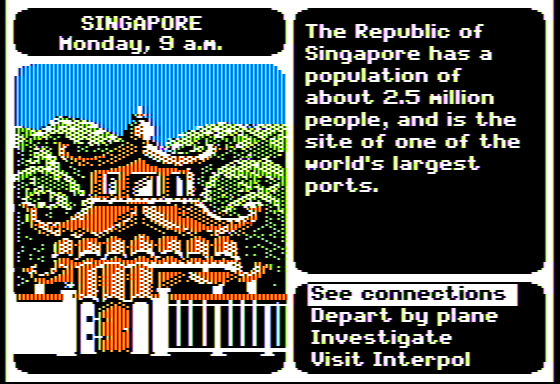 SINGAPORE
Monday, 9 a.m.
The Republic of
Singapore has a
population of
about 2.5 million
people, and is the
site of one of the
world's largest
ports.
See connections
Depart by plane
Investigate
Visit Interpol